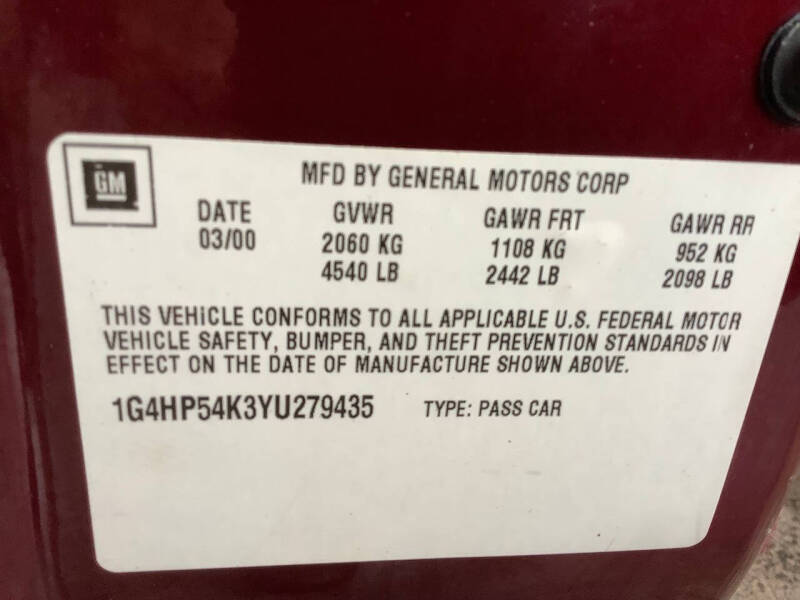 GM
MFD BY GENERAL MOTORS CORP
DATE GVWR GAWR FRT GAWR RR
03/00 2060 KG 1108 KG 952 KG
4540 LB 2442 LB 2098 LB
THIS VEHICLE CONFORMS TO ALL APPLICABLE U.S. FEDERAL MOTOR
VEHICLE SAFETY, BUMPER, AND THEFT PREVENTION STANDARDS IN
EFFECT ON THE DATE OF MANUFACTURE SHOWN ABOVE.
1G4HP54K3YU279435 TYPE: PASS CAR